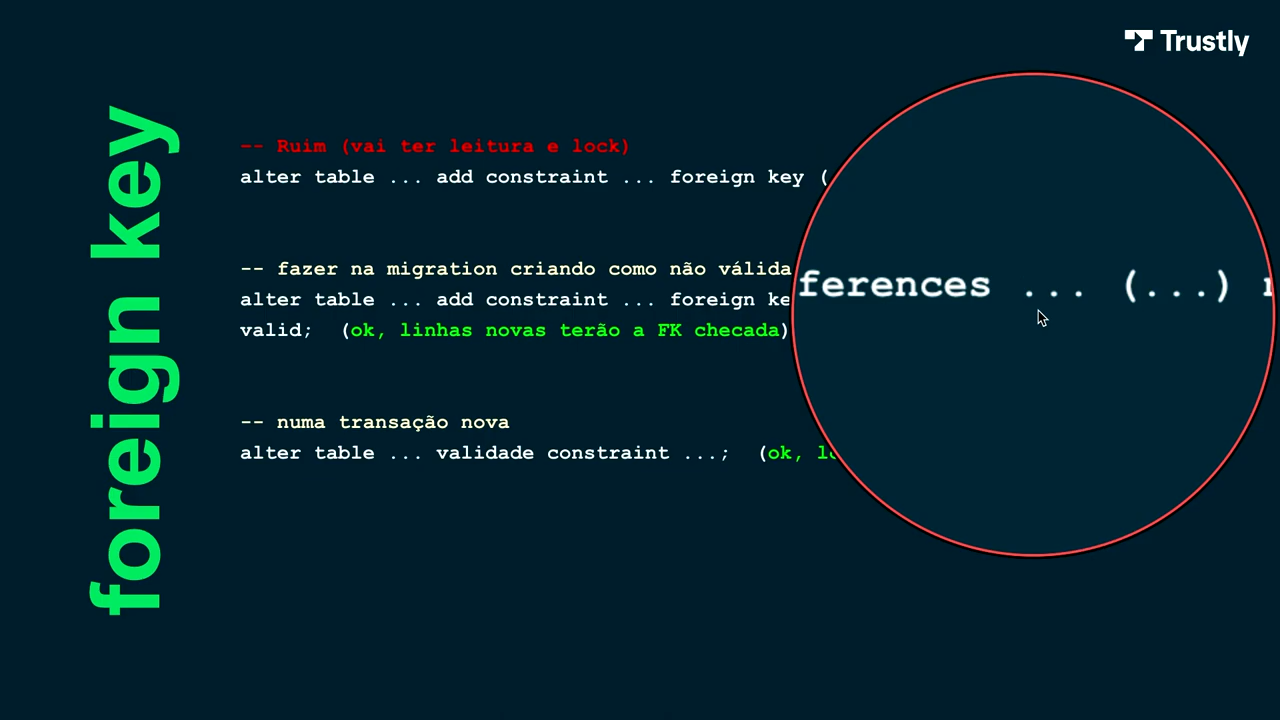 Trustly
foreign key
-- Ruim (vai ter leitura e lock)
alter table ... add constraint ... foreign key (
-- fazer na migration criando como não válida
alter table ... add constraint ... foreign ke
ferences ... (...)
valid;  (ok, linhas novas terão a FK checada)
-- numa transação nova
alter table ... validade constraint ...;  (ok,